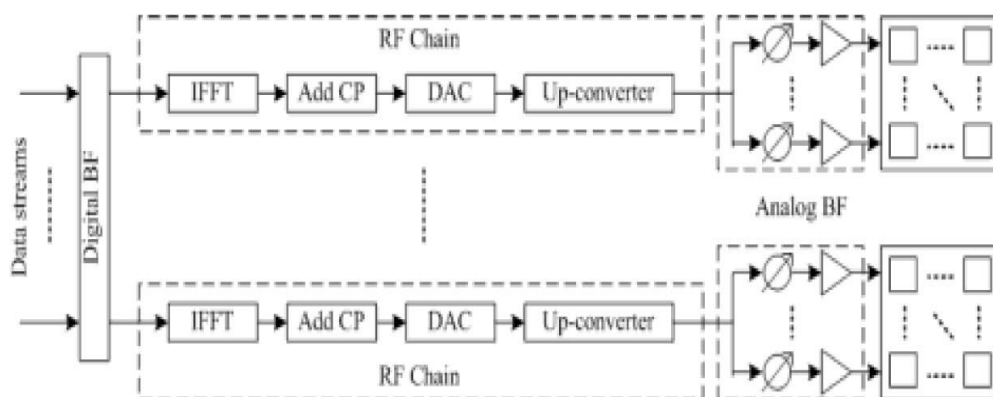 RF Chain
IFFT
Add CP
DAC
Up-converter
Data streams
Digital BF
Analog BF
IFFT
Add CP
DAC
Up-converter
RF Chain